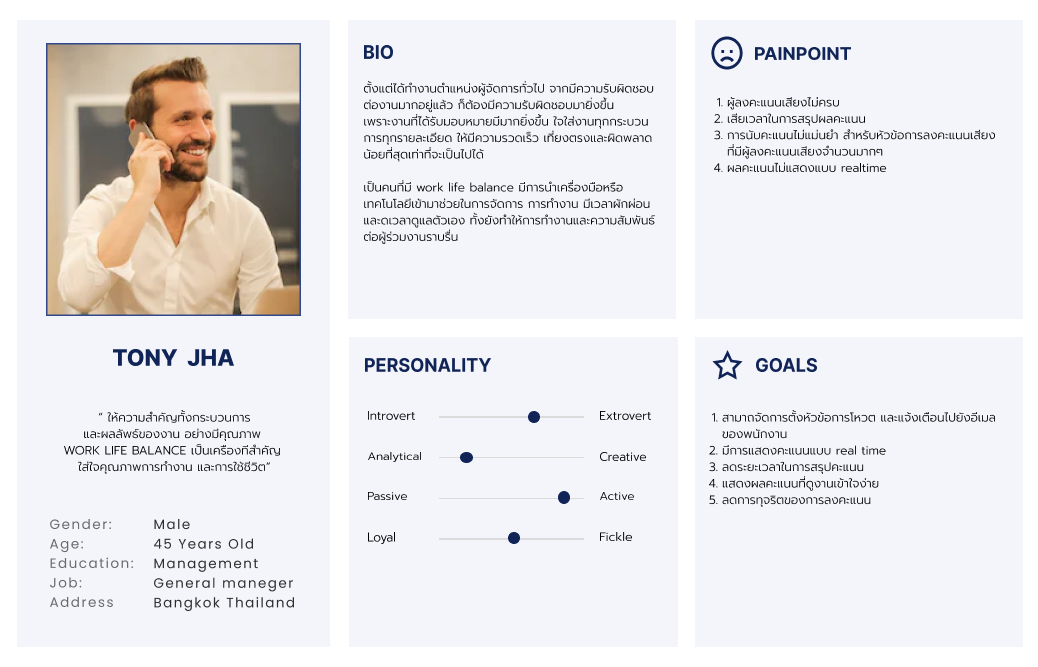 TONY JHA
“ ให้ความสำคัญทั้งกระบวนการ
และผลลัพธ์ของงาน อย่างมีคุณภาพ
WORK LIFE BALANCE เป็นเครื่องทีสำคัญ
ใส่ใจคุณภาพการทำงาน และการใช้ชีวิต”
Gender: Male
Age: 45 Years Old
Education: Management
Job: General maneger
Address Bangkok Thailand
BIO
ตั้งแต่ได้ทำงานตำแหน่งผู้จัดการทั่วไป จากมีความรับผิดชอบ
ต่องานมากอยู่แล้ว ก็ต้องมีความรับผิดชอบมายิ่งขึ้น
เพราะงานที่ได้รับมอบหมายมีมากยิ่งขึ้น ใจใส่งานทุกกระบวน
การทุกรายละเอียด ให้มีความรวดเร็ว เที่ยงตรงและผิดพลาด
น้อยที่สุดเท่าที่จะเป็นไปได้
เป็นคนที่มี work life balance มีการนำเครื่องมือหรือ
เทคโนโลยีเข้ามาช่วยในการจัดการ การทำงาน มีเวลาผักผ่อน
และดเวลาดูแลตัวเอง ทั้งยังทำให้การทำงานและความสัมพันธ์
ต่อผู้ร่วมงานราบรื่น
PERSONALITY
Introvert Extrovert
Analytical Creative
Passive Active
Loyal Fickle
PAINPOINT
1. ผู้ลงคะแนนเสียงไม่ครบ
2. เสียเวลาในการสรุปผลคะแนน
3. การนับคะแนนไม่แม่นยำ สำหรับหัวข้อการลงคะแนนเสียง
ที่มีผู้ลงคะแนนเสียงจำนวนมากๆ
4. ผลคะแนนไม่แสดงแบบ realtime
GOALS
1. สามาถจัดการตั้งหัวข้อการโหวต และแจ้งเตือนไปยังอีเมล
ของพนักงาน
2. มีการแสดงคะแนนแบบ real time
3. ลดระยะเวลาในการสรุปคะแนน
4. แสดงผลคะแนนที่ดูงานเข้าใจง่าย
5. ลดการทุจริตของการลงคะแนน